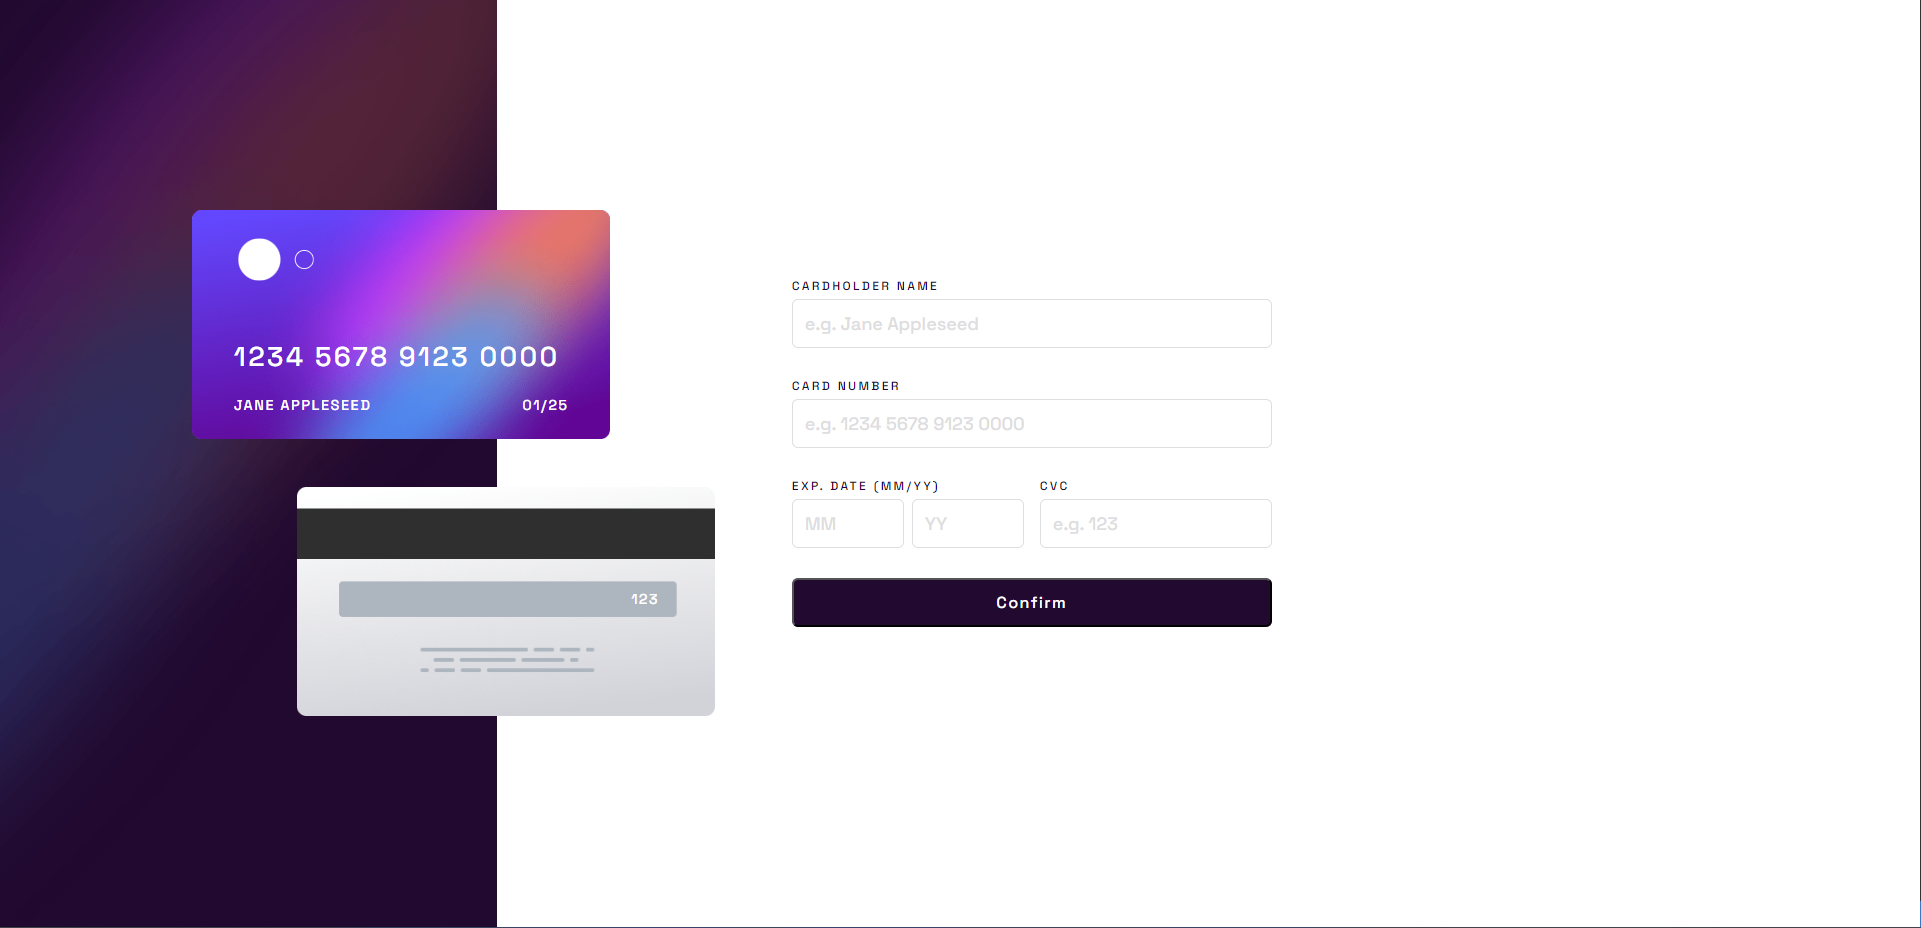 1234 5678 9123 0000
JANE APPLESEED 01/25
123
CARDHOLDER NAME
e.g. Jane Appleseed
CARD NUMBER
e.g. 1234 5678 9123 0000
EXP. DATE (MM/YY) CVC
MM YY e.g. 123
Confirm